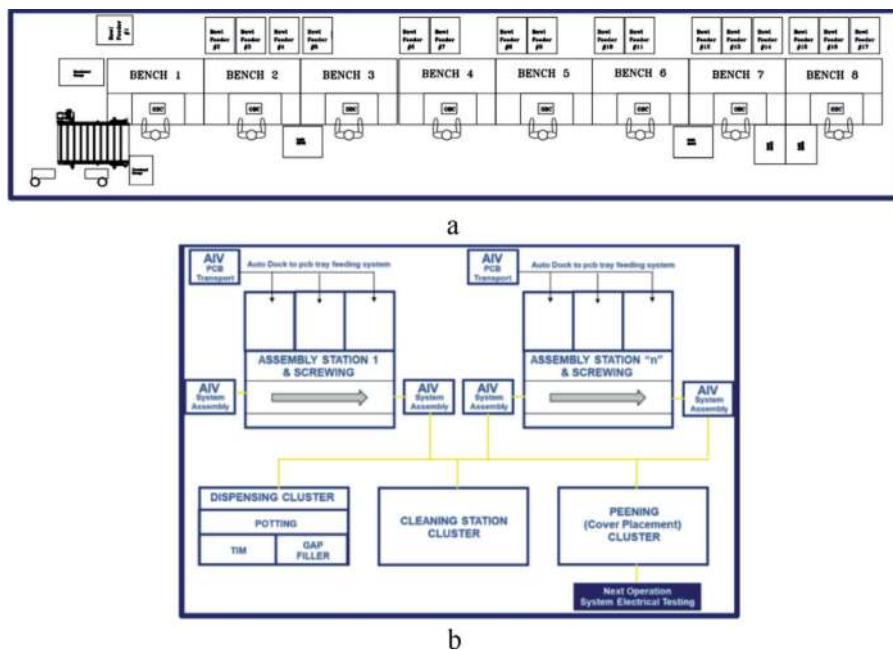 Bowl Feeder #1
Bowl Feeder #2
Bowl Feeder #3
Bowl Feeder #4
Bowl Feeder #5
Bowl Feeder #6
Bowl Feeder #7
Bowl Feeder #8
Bowl Feeder #9
Bowl Feeder #10
Bowl Feeder #11
Bowl Feeder #12
Bowl Feeder #13
Bowl Feeder #14
Bowl Feeder #15
Bowl Feeder #16
Bowl Feeder #17
BENCH 1
BENCH 2
BENCH 3
BENCH 4
BENCH 5
BENCH 6
BENCH 7
BENCH 8
a
AIV
PCB
Transport
Auto Dock to pcb tray feeding system
AIV
PCB
Transport
Auto Dock to pcb tray feeding system
ASSEMBLY STATION 1
& SCREWING
ASSEMBLY STATION "n"
& SCREWING
AIV
System
Assembly
AIV
System
Assembly
AIV
System
Assembly
AIV
System
Assembly
DISPENSING CLUSTER
POTTING
TIM
GAP
FILLER
CLEANING STATION
CLUSTER
PEENING
(Cover Placement)
CLUSTER
Next Operation
System Electrical Testing
b